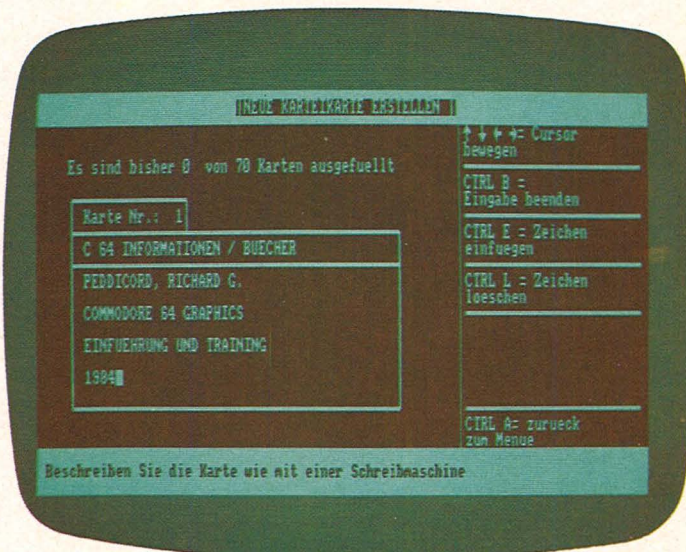 |NEUE KARTEIKARTE ERSTELLEN |
Es sind bisher 0 von 70 Karten ausgefuellt
Karte Nr.: 1
C 64 INFORMATIONEN / BUECHER
PEDDICORD, RICHARD G.
COMMODORE 64 GRAPHICS
EINFUEHRUNG UND TRAINING
1984
↑ ↓ ← →= Cursor
bewegen
CTRL B =
Eingabe beenden
CTRL E = Zeichen
einfuegen
CTRL L = Zeichen
loeschen
CTRL A= zurueck
zum Menue
Beschreiben Sie die Karte wie mit einer Schreibmaschine